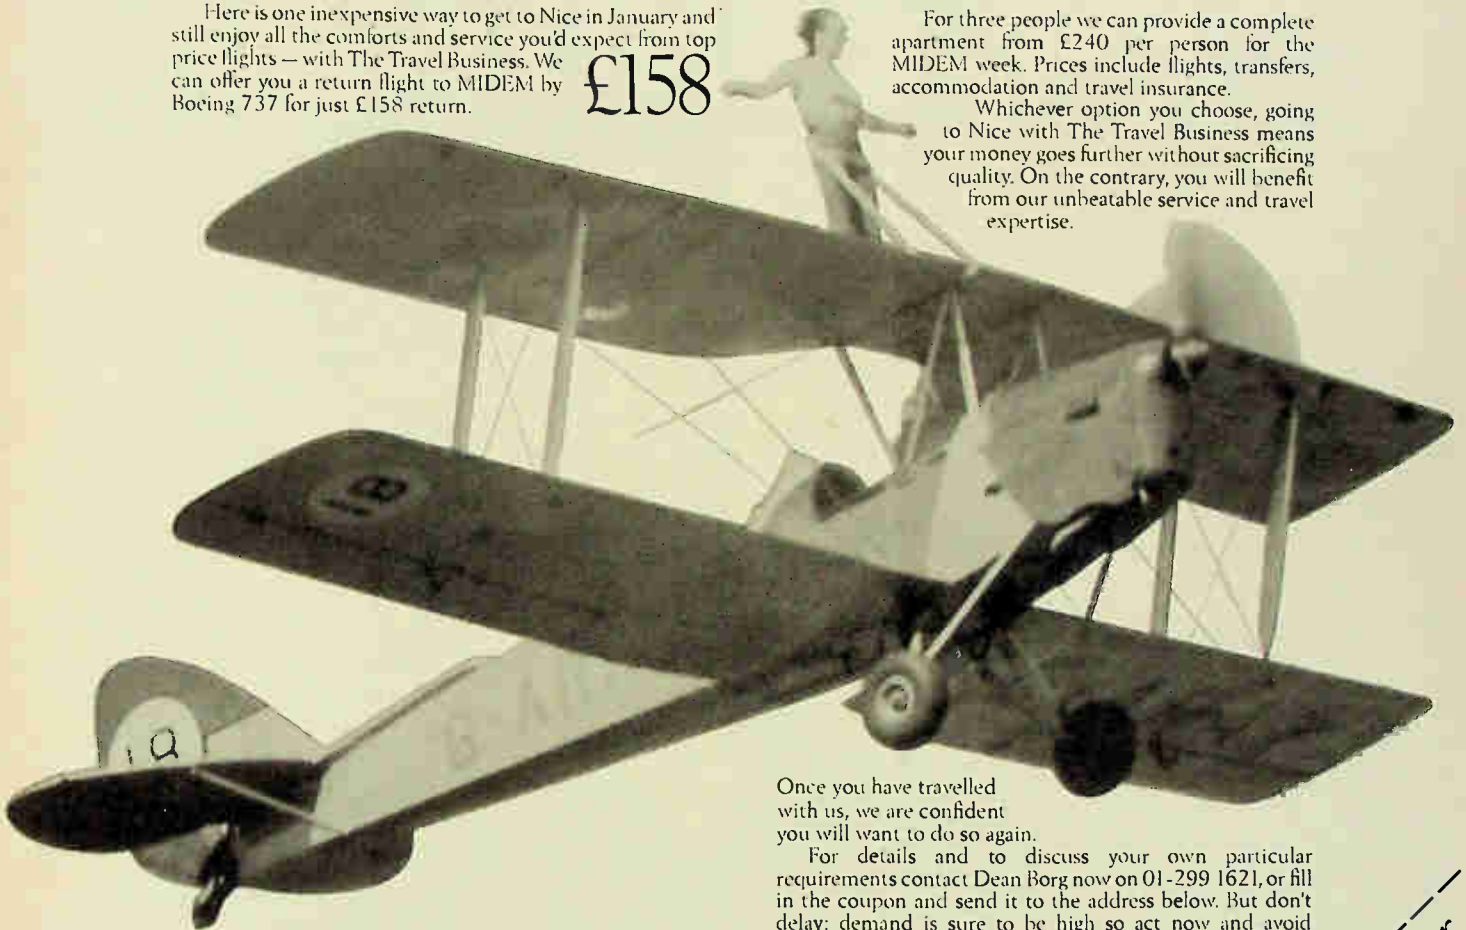 Here is one inexpensive way to get to Nice in January and
still enjoy all the comforts and service you'd expect from top
price flights — with The Travel Business. We
can offer you a return flight to MIDEM by
Boeing 737 for just £158 return.
£158
For three people we can provide a complete
apartment from £240 per person for the
MIDEM week. Prices include flights, transfers,
accommodation and travel insurance.
Whichever option you choose, going
to Nice with The Travel Business means
your money goes further without sacrificing
quality. On the contrary, you will benefit
from our unbeatable service and travel
expertise.
18
Once you have travelled
with us, we are confident
you will want to do so again.
For details and to discuss your own particular
requirements contact Dean Borg now on 01-299 1621, or fill
in the coupon and send it to the address below. But don't
delay; demand is sure to be high so act now and avoid